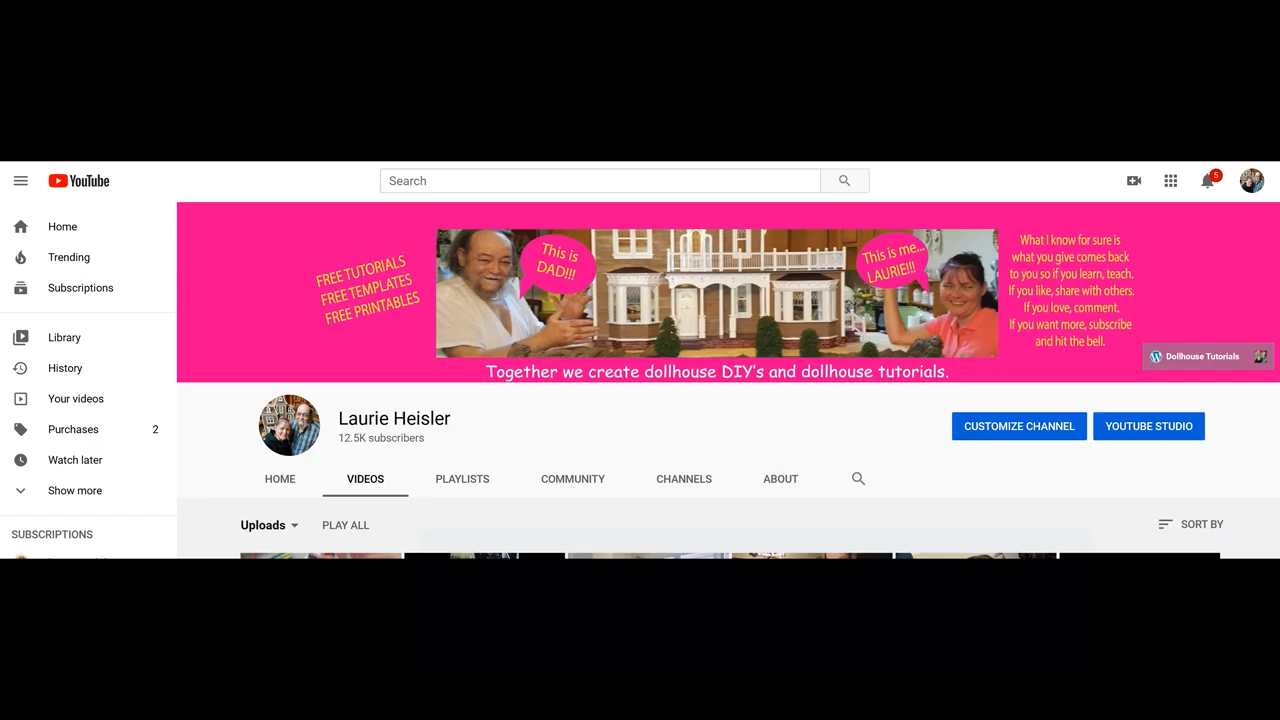 YouTube
Search
5
Home
Trending
Subscriptions
Library
History
Your videos
Purchases 2
Watch later
Show more
SUBSCRIPTIONS
FREE TUTORIALS
FREE TEMPLATES
FREE PRINTABLES
This is
DAD!!!
This is me...
LAURIE!!!
What I know for sure is
what you give comes back
to you so if you learn, teach.
If you like, share with others.
If you love, comment.
If you want more, subscribe
and hit the bell.
Dollhouse Tutorials
Together we create dollhouse DIY's and dollhouse tutorials.
Laurie Heisler
12.5K subscribers
CUSTOMIZE CHANNEL
YOUTUBE STUDIO
HOME VIDEOS PLAYLISTS COMMUNITY CHANNELS ABOUT
Uploads PLAY ALL SORT BY